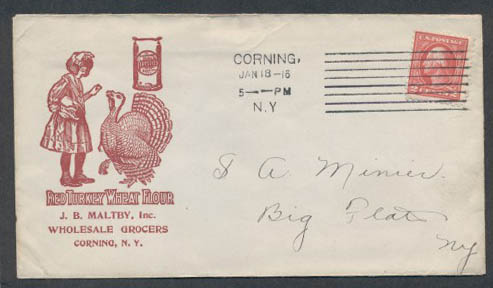 CORNING,
JAN 18-16
5— —PM
N.Y
U.S. POSTAGE
RED TURKEY WHEAT FLOUR
J. B. MALTBY, Inc.
WHOLESALE GROCERS
CORNING, N. Y.
S A. Minier
Big Flats
NY